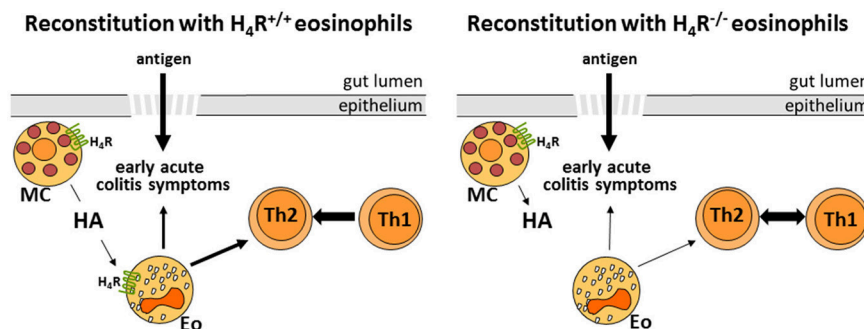 Reconstitution with H₄R⁺/⁺ eosinophils
antigen
gut lumen
epithelium
H₄R
MC
early acute
colitis symptoms
HA
Th2
Th1
H₄R
Eo
Reconstitution with H₄R⁻/⁻ eosinophils
antigen
gut lumen
epithelium
H₄R
MC
early acute
colitis symptoms
HA
Th2
Th1
Eo